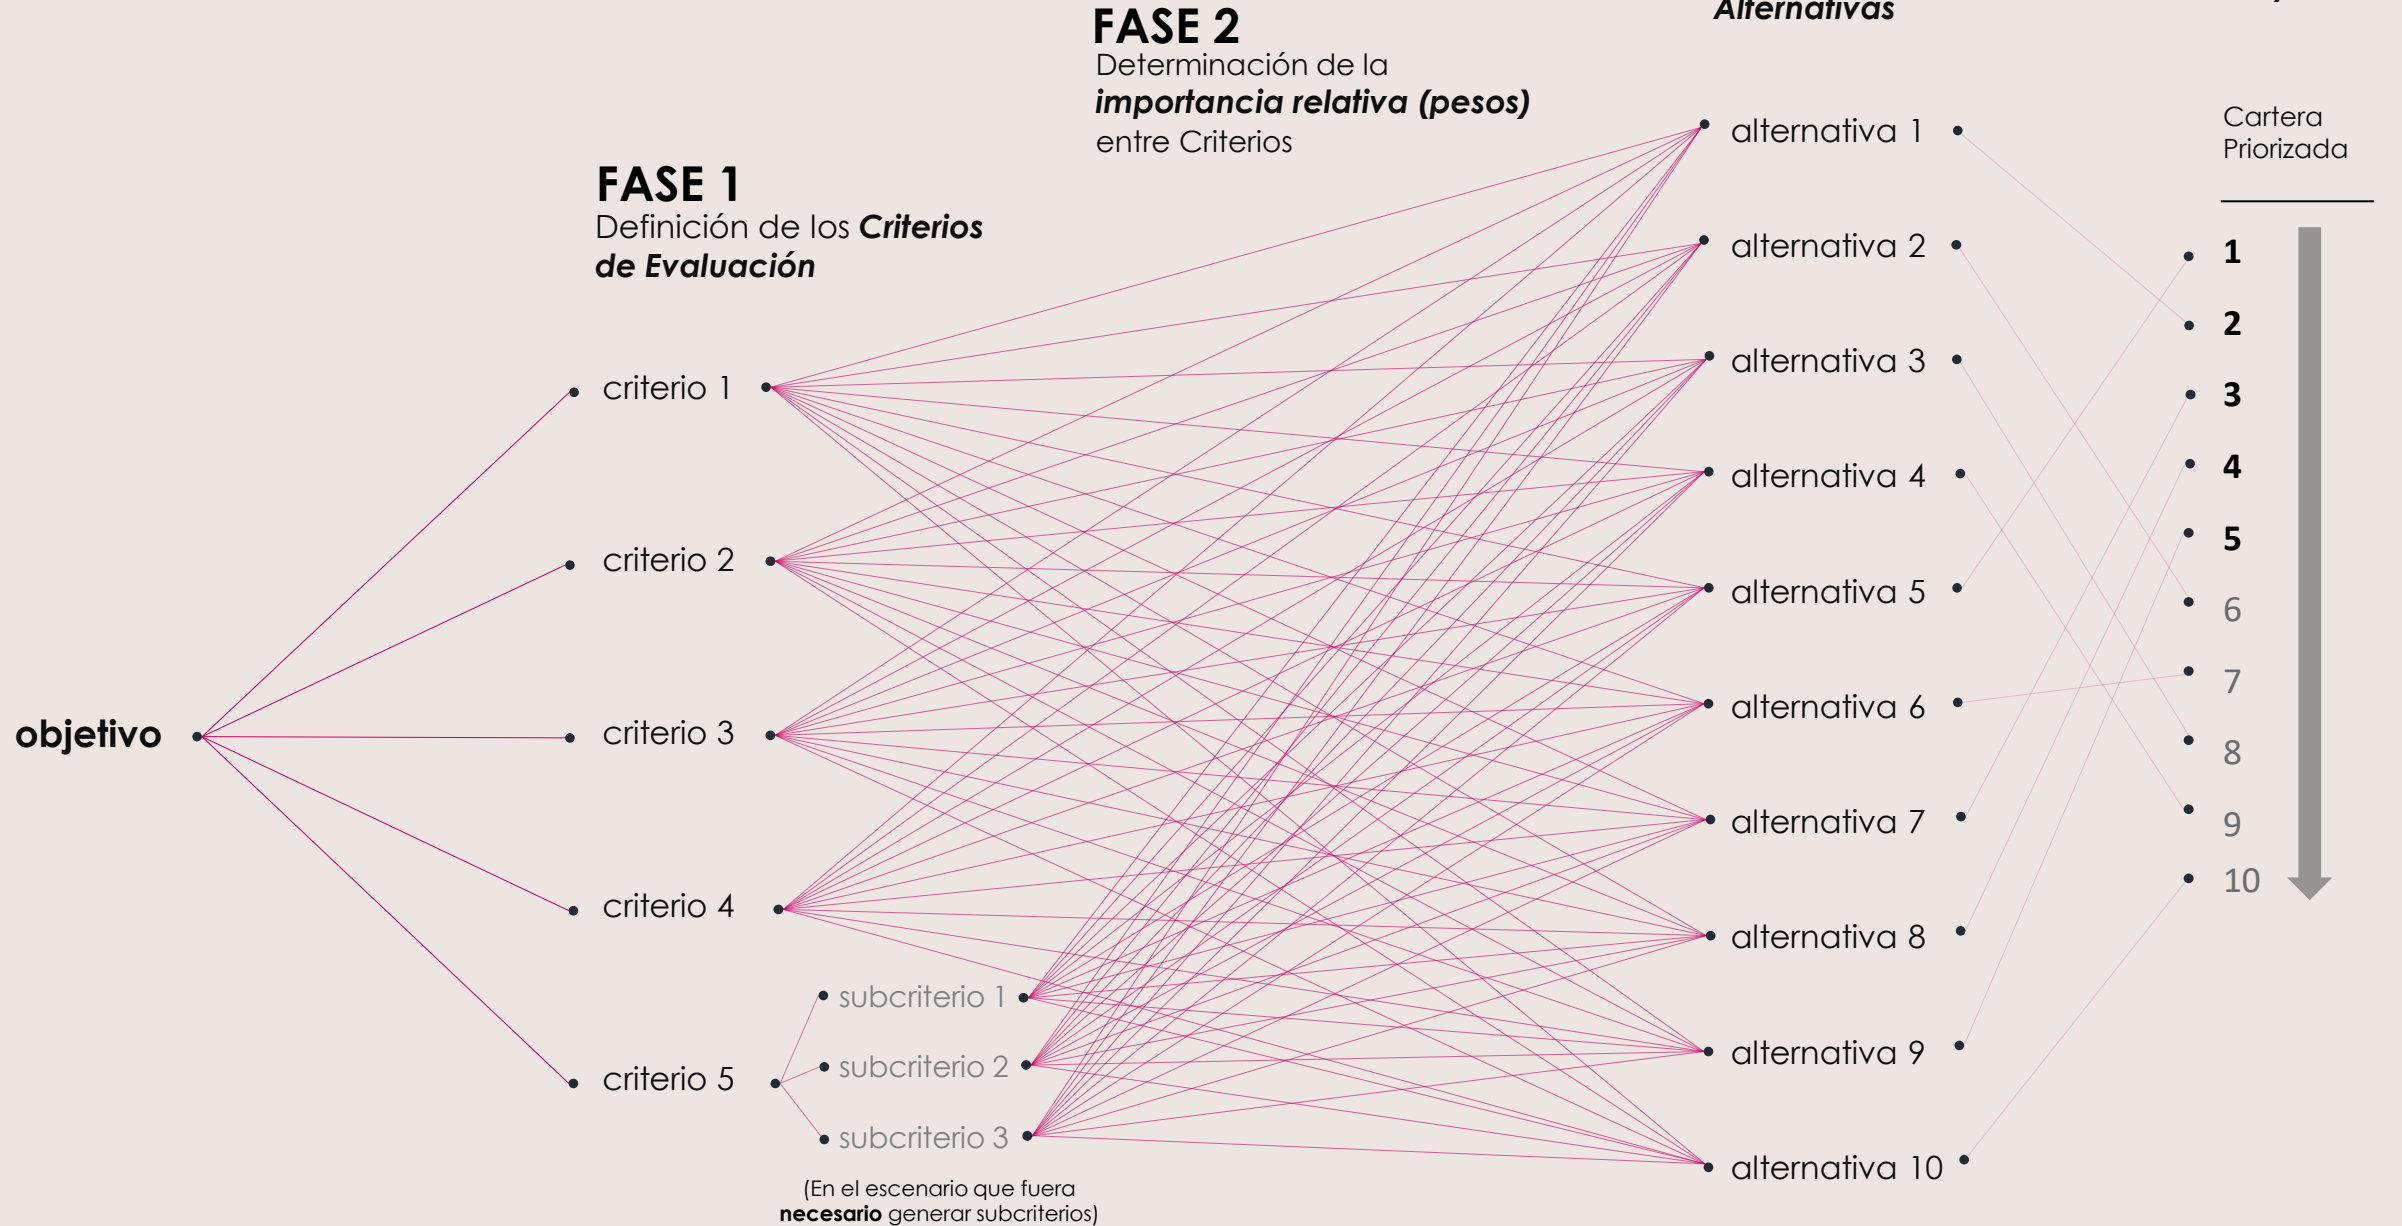 FASE 2
Determinación de la
importancia relativa (pesos)
entre Criterios
Alternativas
FASE 1
Definición de los Criterios
de Evaluación
objetivo
criterio 1
criterio 2
criterio 3
criterio 4
criterio 5
subcriterio 1
subcriterio 2
subcriterio 3
(En el escenario que fuera
necesario generar subcriterios)
alternativa 1
alternativa 2
alternativa 3
alternativa 4
alternativa 5
alternativa 6
alternativa 7
alternativa 8
alternativa 9
alternativa 10
Cartera
Priorizada
1
2
3
4
5
6
7
8
9
10